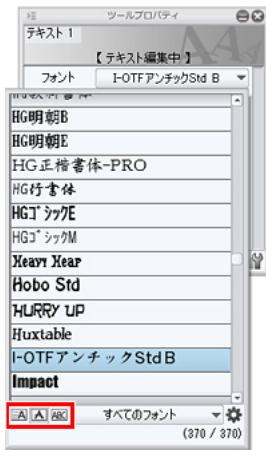 ツールプロパティ
テキスト 1
【 テキスト編集中 】
フォント I-OTFアンチックStd B
HG明朝B
HG明朝E
HG正楷書体-PRO
HG行書体
HGゴシックE
HGゴシックM
Heavy Heap
Hobo Std
HURRY UP
Huxtable
I-OTFアンチックStd B
Impact
A A ABC すべてのフォント
(370 / 370)